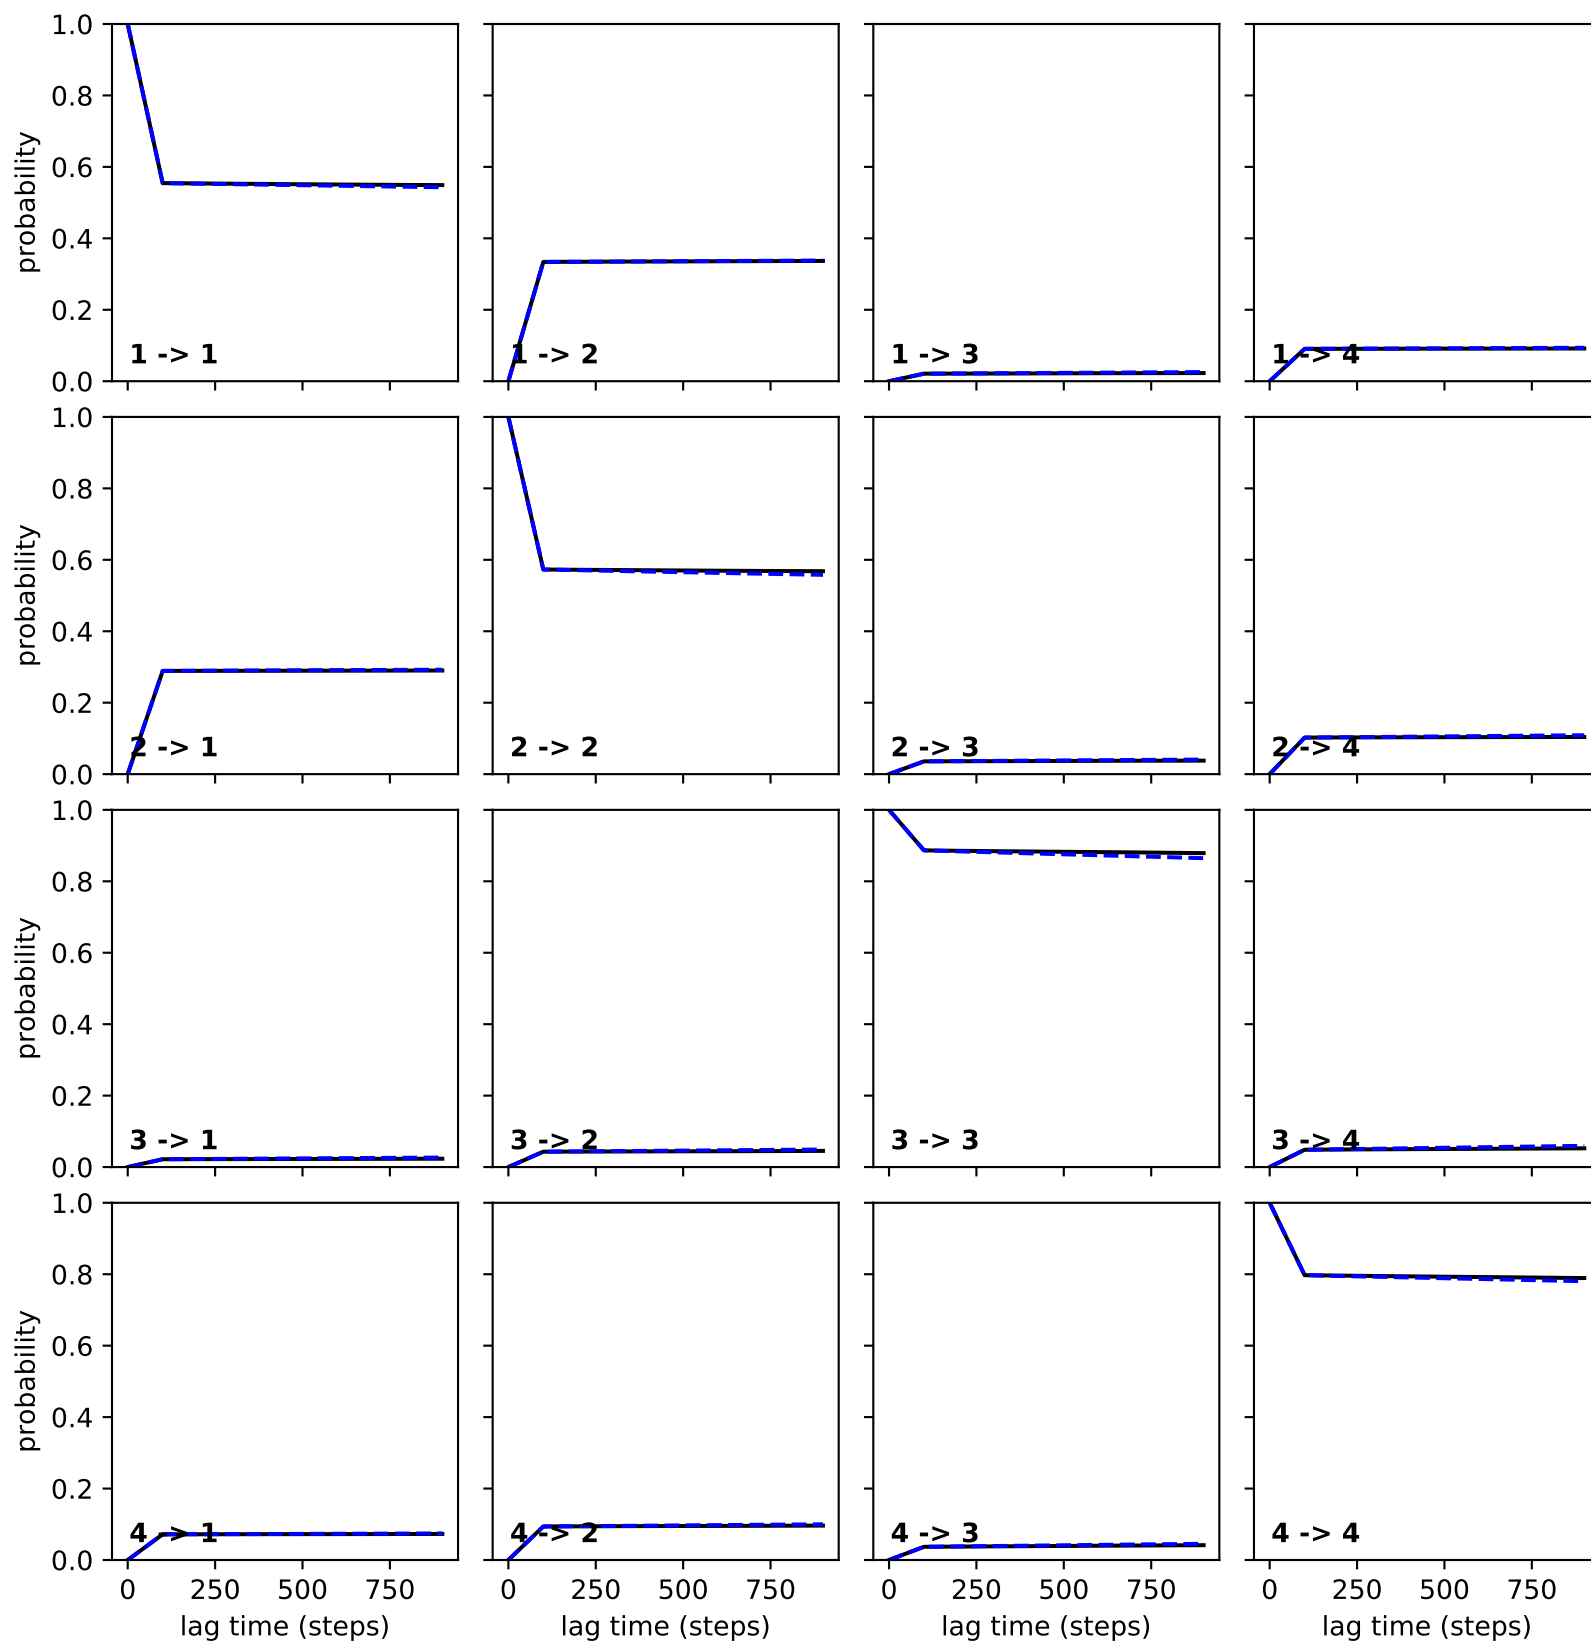 1.0
0.8
0.6
0.4
0.2
0.0
probability
1 -> 1
1 -> 2
1 -> 3
1 -> 4
1.0
0.8
0.6
0.4
0.2
0.0
probability
2 -> 1
2 -> 2
2 -> 3
2 -> 4
1.0
0.8
0.6
0.4
0.2
0.0
probability
3 -> 1
3 -> 2
3 -> 3
3 -> 4
1.0
0.8
0.6
0.4
0.2
0.0
probability
4 -> 1
4 -> 2
4 -> 3
4 -> 4
0 250 500 750
0 250 500 750
0 250 500 750
0 250 500 750
lag time (steps)
lag time (steps)
lag time (steps)
lag time (steps)